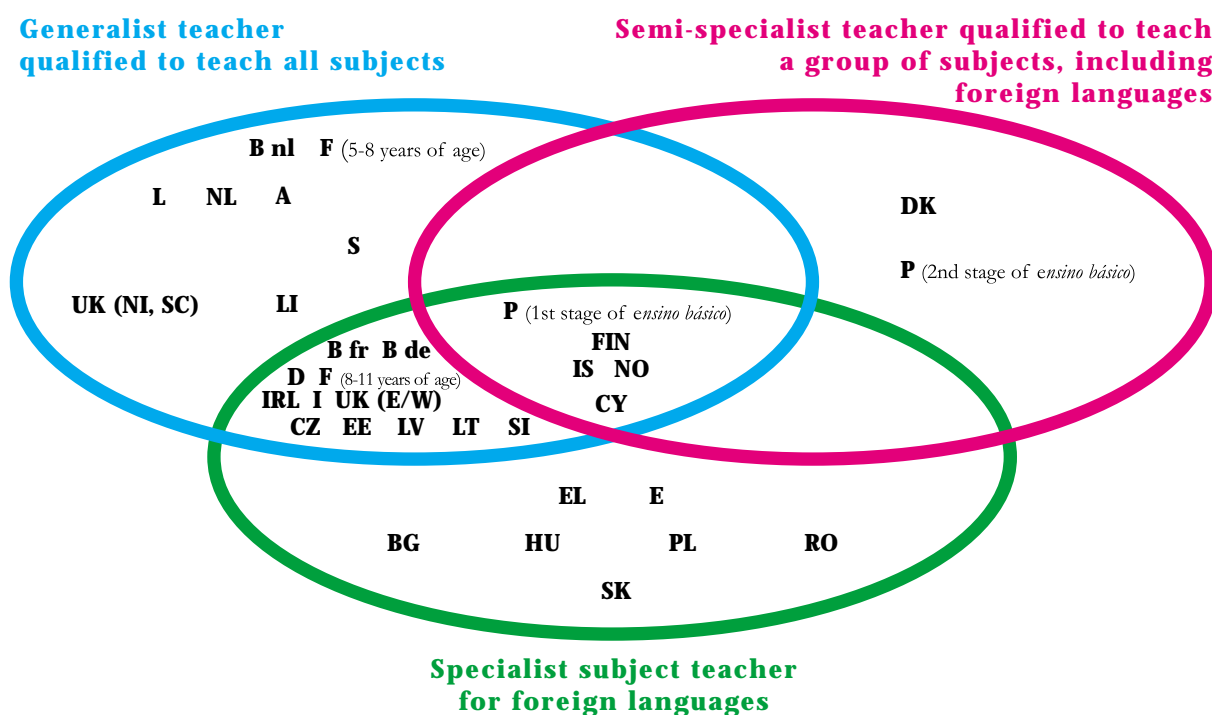 Generalist teacher
qualified to teach all subjects
Semi-specialist teacher qualified to teach
a group of subjects, including
foreign languages
B nl F (5-8 years of age)
L NL A
S
UK (NI, SC) LI
DK
P (2nd stage of ensino básico)
P (1st stage of ensino básico)
FIN
IS NO
CY
B fr B de
D F (8-11 years of age)
IRL I UK (E/W)
CZ EE LV LT SI
EL E
BG HU PL RO
SK
Specialist subject teacher
for foreign languages